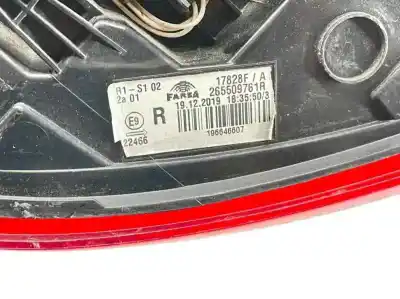 R1 - S1 02
2a 01
FARBA
17828F / A
265509761R
E9
R
19.12.2019 18:35:50/3
22466
196646607